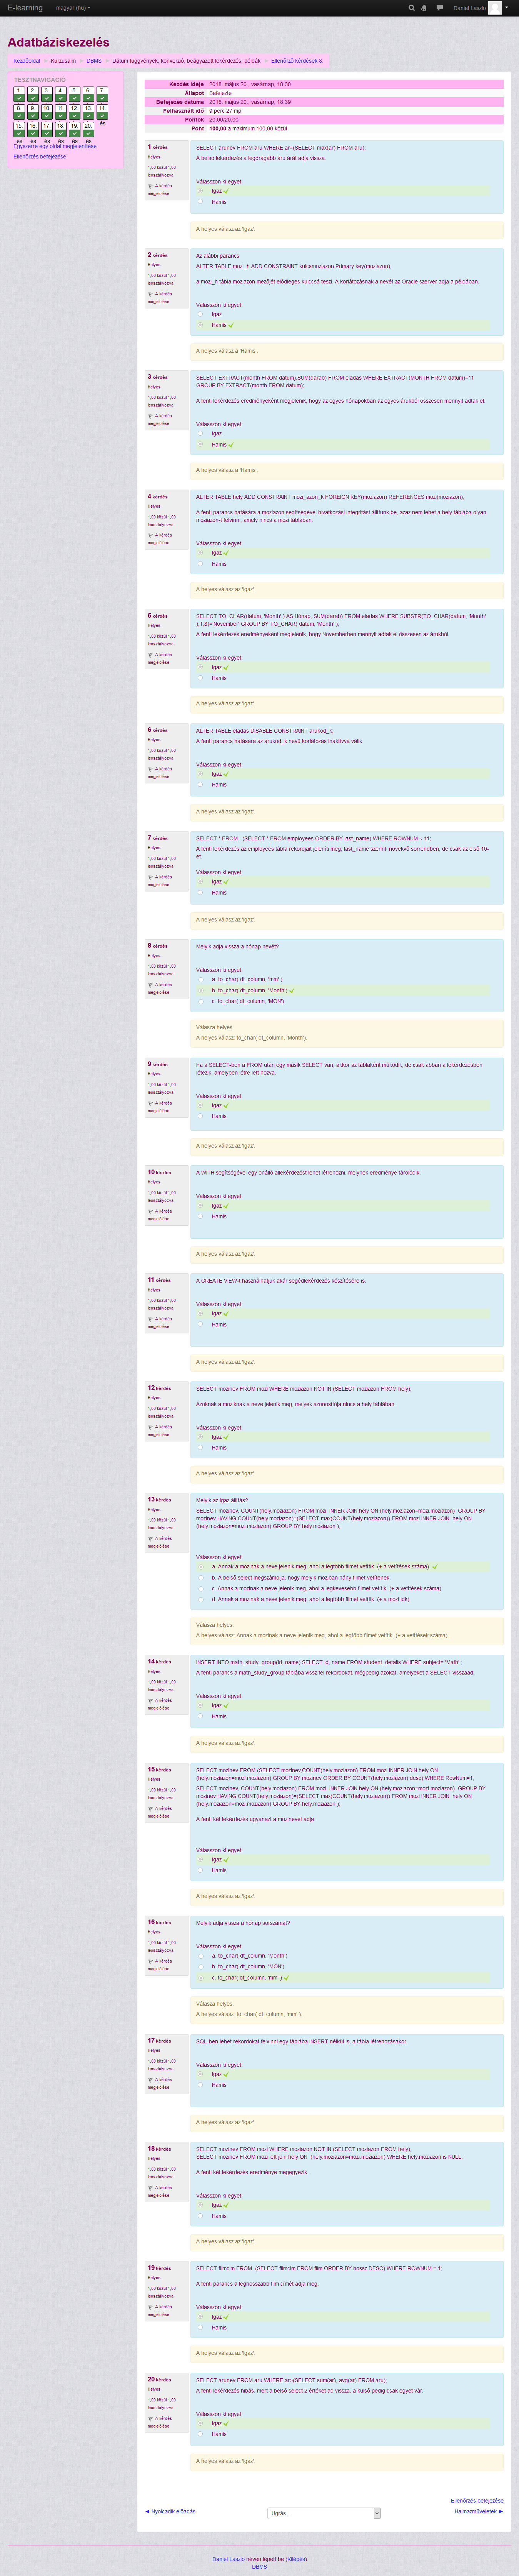 E-learning
magyar (hu)
Daniel Laszlo
Adatbáziskezelés
Kezdőoldal
Kurzusaim
DBMS
Dátum függvények, konverzió, beágyazott lekérdezés, példák
Ellenőrző kérdések 8.
TESZTNAVIGÁCIÓ
1 2 3 4 5 6 7
8 9 10 11 12 13 14
15 16 17 18 19 20 és
és és és és és és
Egyszerre egy oldal megjelenítése
Ellenőrzés befejezése
Kezdés ideje 2018. május 20., vasárnap, 18:30
Állapot Befejezte
Befejezés dátuma 2018. május 20., vasárnap, 18:39
Felhasznált idő 9 perc 27 mp
Pontok 20,00/20,00
Pont 100,00 a maximum 100,00 közül
1 kérdés
Helyes
1,00 közül 1,00 leosztályozva
A kérdés megjelölése
SELECT arunev FROM aru WHERE ar=(SELECT max(ar) FROM aru);
A belső lekérdezés a legdrágább áru árát adja vissza.
Válasszon ki egyet:
Igaz
Hamis
A helyes válasz az 'Igaz'.
2 kérdés
Helyes
1,00 közül 1,00 leosztályozva
A kérdés megjelölése
Az alábbi parancs
ALTER TABLE mozi_h ADD CONSTRAINT kulcsmoziazon Primary key(moziazon);
a mozi_h tábla moziazon mezőjét elődleges kulccsá teszi. A korlátozásnak a nevét az Oracle szerver adja a példában.
Válasszon ki egyet:
Igaz
Hamis
A helyes válasz a 'Hamis'.
3 kérdés
Helyes
1,00 közül 1,00 leosztályozva
A kérdés megjelölése
SELECT EXTRACT(month FROM datum),SUM(darab) FROM eladas WHERE EXTRACT(MONTH FROM datum)=11
GROUP BY EXTRACT(month FROM datum);
A fenti lekérdezés eredményeként megjelenik, hogy az egyes hónapokban az egyes árukból összesen mennyit adtak el.
Válasszon ki egyet:
Igaz
Hamis
A helyes válasz a 'Hamis'.
4 kérdés
Helyes
1,00 közül 1,00 leosztályozva
A kérdés megjelölése
ALTER TABLE hely ADD CONSTRAINT mozi_azon_k FOREIGN KEY(moziazon) REFERENCES mozi(moziazon);
A fenti parancs hatására a moziazon segítségével hivatkozási integritást állítunk be, azaz nem lehet a hely táblába olyan
moziazon-t felvinni, amely nincs a mozi táblában
Válasszon ki egyet:
Igaz
Hamis
A helyes válasz az 'Igaz'.
5 kérdés
Helyes
1,00 közül 1,00 leosztályozva
A kérdés megjelölése
SELECT TO_CHAR(datum, 'Month' ) AS Hónap, SUM(darab) FROM eladas WHERE SUBSTR(TO_CHAR(datum, 'Month'
),1,8)='November' GROUP BY TO_CHAR( datum, 'Month' );
A fenti lekérdezés eredményeként megjelenik, hogy Novemberben mennyit adtak el összesen az árukból.
Válasszon ki egyet:
Igaz
Hamis
A helyes válasz az 'Igaz'.
6 kérdés
Helyes
1,00 közül 1,00 leosztályozva
A kérdés megjelölése
ALTER TABLE eladas DISABLE CONSTRAINT arukod_k;
A fenti parancs hatására az arukod_k nevű korlátozás inaktívvá válik.
Válasszon ki egyet:
Igaz
Hamis
A helyes válasz az 'Igaz'.
7 kérdés
Helyes
1,00 közül 1,00 leosztályozva
A kérdés megjelölése
SELECT * FROM (SELECT * FROM employees ORDER BY last_name) WHERE ROWNUM < 11;
A fenti lekérdezés az employees tábla rekordjait jeleníti meg, last_name szerinti növekvő sorrendben, de csak az első 10-
et.
Válasszon ki egyet:
Igaz
Hamis
A helyes válasz az 'Igaz'.
8 kérdés
Helyes
1,00 közül 1,00 leosztályozva
A kérdés megjelölése
Melyik adja vissza a hónap nevét?
Válasszon ki egyet:
a. to_char( dt_column, 'mm' )
b. to_char( dt_column, 'Month')
c. to_char( dt_column, 'MON')
Válasza helyes.
A helyes válasz: to_char( dt_column, 'Month').
9 kérdés
Helyes
1,00 közül 1,00 leosztályozva
A kérdés megjelölése
Ha a SELECT-ben a FROM után egy másik SELECT van, akkor az táblaként működik, de csak abban a lekérdezésben
létezik, amelyben létre lett hozva.
Válasszon ki egyet:
Igaz
Hamis
A helyes válasz az 'Igaz'.
10 kérdés
Helyes
1,00 közül 1,00 leosztályozva
A kérdés megjelölése
A WITH segítségével egy önálló allekérdezést lehet létrehozni, melynek eredménye tárolódik.
Válasszon ki egyet:
Igaz
Hamis
A helyes válasz az 'Igaz'.
11 kérdés
Helyes
1,00 közül 1,00 leosztályozva
A kérdés megjelölése
A CREATE VIEW-t használhatjuk akár segédlekérdezés készítésére is.
Válasszon ki egyet:
Igaz
Hamis
A helyes válasz az 'Igaz'.
12 kérdés
Helyes
1,00 közül 1,00 leosztályozva
A kérdés megjelölése
SELECT mozinev FROM mozi WHERE moziazon NOT IN (SELECT moziazon FROM hely);
Azoknak a moziknak a neve jelenik meg, melyek azonosítója nincs a hely táblában.
Válasszon ki egyet:
Igaz
Hamis
A helyes válasz az 'Igaz'.
13 kérdés
Helyes
1,00 közül 1,00 leosztályozva
A kérdés megjelölése
Melyik az igaz állítás?
SELECT mozinev, COUNT(hely.moziazon) FROM mozi INNER JOIN hely ON (hely.moziazon=mozi.moziazon) GROUP BY
mozinev HAVING COUNT(hely.moziazon)=(SELECT max(COUNT(hely.moziazon)) FROM mozi INNER JOIN hely ON
(hely.moziazon=mozi.moziazon) GROUP BY hely.moziazon );
Válasszon ki egyet:
a. Annak a mozinak a neve jelenik meg, ahol a legtöbb filmet vetítik. (+ a vetítések száma).
b. A belső select megszámolja, hogy melyik moziban hány filmet vetítenek.
c. Annak a mozinak a neve jelenik meg, ahol a legkevesebb filmet vetítik. (+ a vetítések száma)
d. Annak a mozinak a neve jelenik meg, ahol a legtöbb filmet vetítik. (+ a mozi idk)
Válasza helyes.
A helyes válasz: Annak a mozinak a neve jelenik meg, ahol a legtöbb filmet vetítik. (+ a vetítések száma)..
14 kérdés
Helyes
1,00 közül 1,00 leosztályozva
A kérdés megjelölése
INSERT INTO math_study_group(id, name) SELECT id, name FROM student_details WHERE subject= 'Math' ;
A fenti parancs a math_study_group táblába vissz fel rekordokat, mégpedig azokat, amelyeket a SELECT visszaad.
Válasszon ki egyet:
Igaz
Hamis
A helyes válasz az 'Igaz'.
15 kérdés
Helyes
1,00 közül 1,00 leosztályozva
A kérdés megjelölése
SELECT mozinev FROM (SELECT mozinev,COUNT(hely.moziazon) FROM mozi INNER JOIN hely ON
(hely.moziazon=mozi.moziazon) GROUP BY mozinev ORDER BY COUNT(hely.moziazon) desc) WHERE RowNum=1;
SELECT mozinev, COUNT(hely.moziazon) FROM mozi INNER JOIN hely ON (hely.moziazon=mozi.moziazon) GROUP BY
mozinev HAVING COUNT(hely.moziazon)=(SELECT max(COUNT(hely.moziazon)) FROM mozi INNER JOIN hely ON
(hely.moziazon=mozi.moziazon) GROUP BY hely.moziazon );
A fenti két lekérdezés ugyanazt a mozinevet adja
Válasszon ki egyet:
Igaz
Hamis
A helyes válasz az 'Igaz'.
16 kérdés
Helyes
1,00 közül 1,00 leosztályozva
A kérdés megjelölése
Melyik adja vissza a hónap sorszámát?
Válasszon ki egyet:
a. to_char( dt_column, 'Month')
b. to_char( dt_column, 'MON')
c. to_char( dt_column, 'mm' )
Válasza helyes.
A helyes válasz: to_char( dt_column, 'mm' ).
17 kérdés
Helyes
1,00 közül 1,00 leosztályozva
A kérdés megjelölése
SQL-ben lehet rekordokat felvinni egy táblába INSERT nélkül is, a tábla létrehozásakor.
Válasszon ki egyet:
Igaz
Hamis
A helyes válasz az 'Igaz'.
18 kérdés
Helyes
1,00 közül 1,00 leosztályozva
A kérdés megjelölése
SELECT mozinev FROM mozi WHERE moziazon NOT IN (SELECT moziazon FROM hely);
SELECT mozinev FROM mozi left join hely ON. (hely.moziazon=mozi.moziazon) WHERE hely.moziazon is NULL;
A fenti két lekérdezés eredménye megegyezik.
Válasszon ki egyet:
Igaz
Hamis
A helyes válasz az 'Igaz'.
19 kérdés
Helyes
1,00 közül 1,00 leosztályozva
A kérdés megjelölése
SELECT filmcim FROM (SELECT filmcim FROM film ORDER BY hossz DESC) WHERE ROWNUM = 1;
A fenti parancs a leghosszabb film címét adja meg.
Válasszon ki egyet:
Igaz
Hamis
A helyes válasz az 'Igaz'.
20 kérdés
Helyes
1,00 közül 1,00 leosztályozva
A kérdés megjelölése
SELECT arunev FROM aru WHERE ar>(SELECT sum(ar), avg(ar) FROM aru);
A fenti lekérdezés hibás, mert a belső select 2 értéket ad vissza, a külső pedig csak egyet vár.
Válasszon ki egyet:
Igaz
Hamis
A helyes válasz az 'Igaz'.
Ellenőrzés befejezése
◄ Nyolcadik előadás
Ugrás...
Halmazműveletek ►
Daniel Laszlo néven lépett be (Kilépés)
DBMS